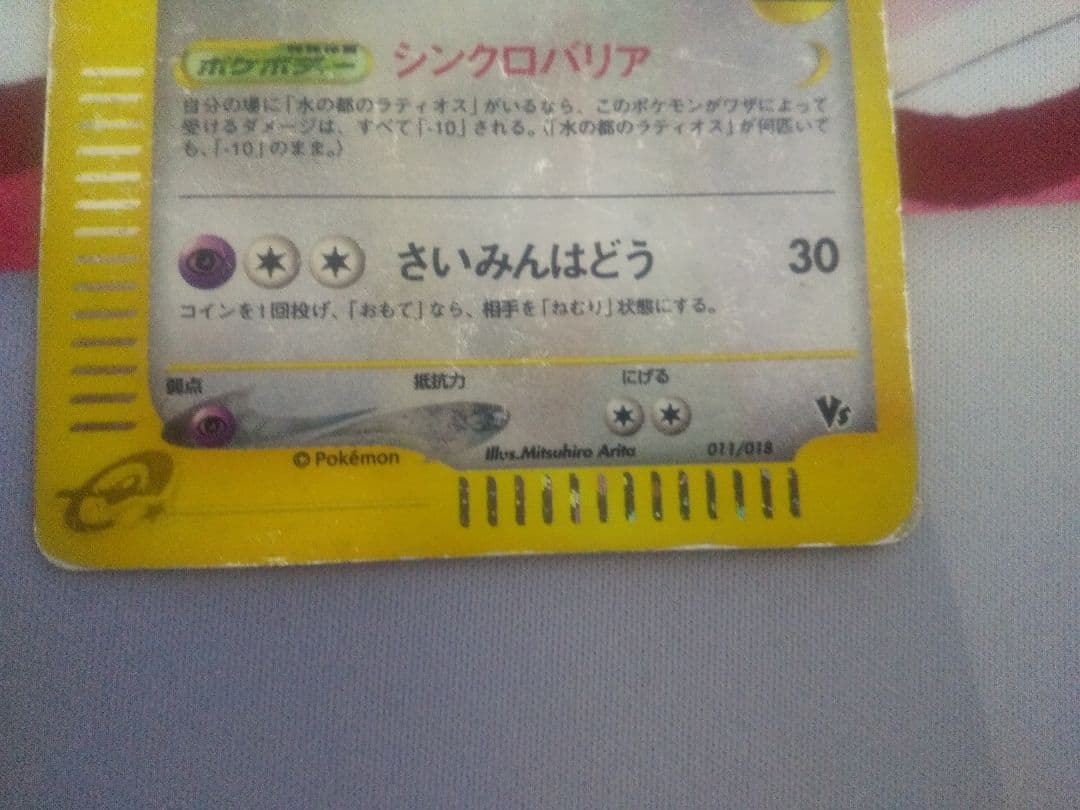 ポケボディー シンクロバリア
自分の場に「水の都のラティオス」がいるなら、このポケモンがワザによって
受けるダメージは、すべて「-10」される。〈「水の都のラティオス」が何匹いて
も、「-10」のまま。〉
さいみんはどう 30
コインを1回投げ、「おもて」なら、相手を「ねむり」状態にする。
弱点 抵抗力 にげる
Vs
© Pokémon Illus.Mitsuhiro Arita 011/018
e